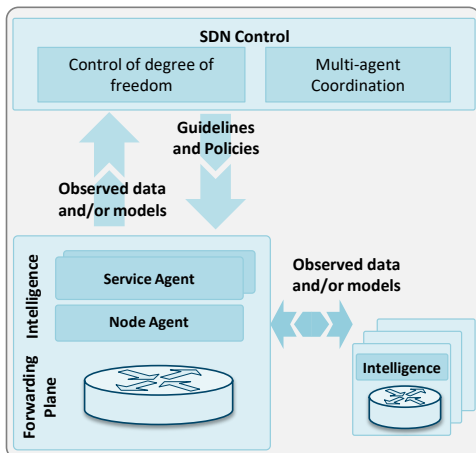 SDN Control
Control of degree of
freedom
Multi-agent
Coordination
Guidelines
and Policies
Observed data
and/or models
Intelligence
Service Agent
Node Agent
Forwarding
Plane
Observed data
and/or models
Intelligence